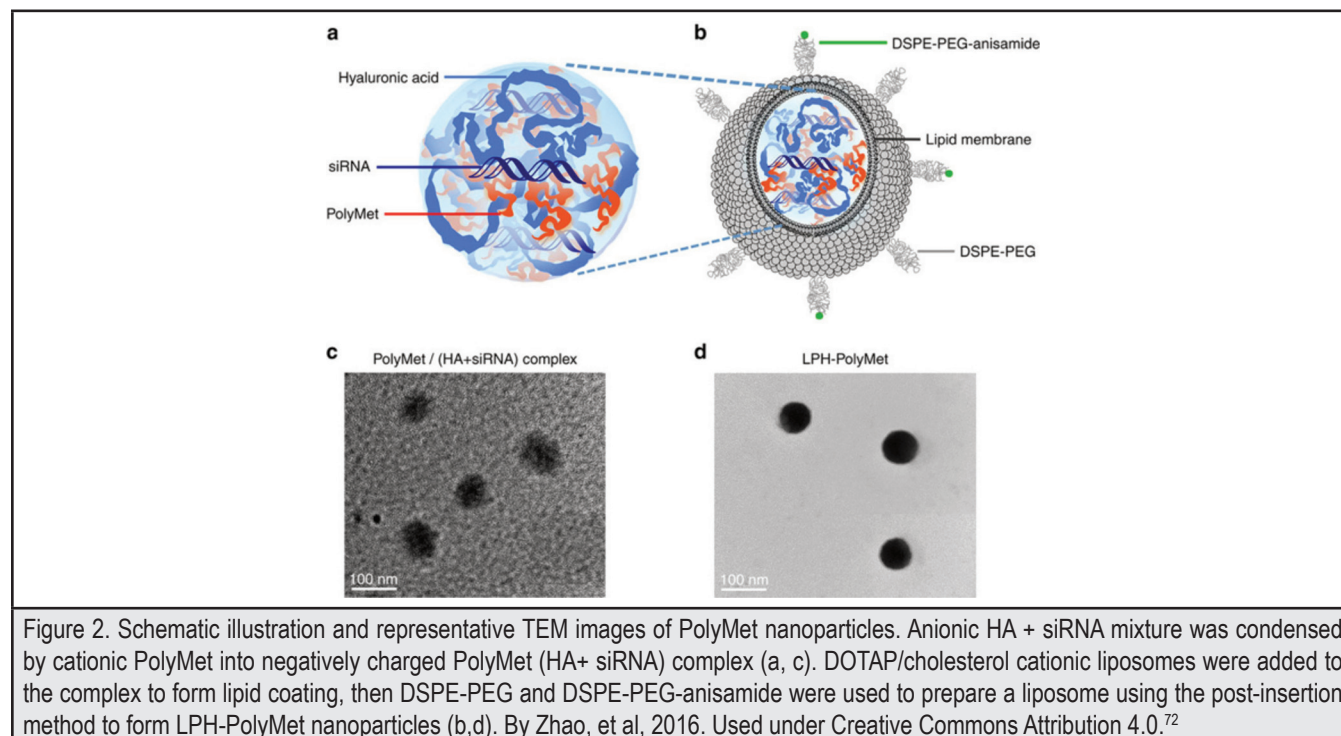 a
b
DSPE-PEG-anisamide
Hyaluronic acid
Lipid membrane
siRNA
PolyMet
DSPE-PEG
c
PolyMet / (HA+siRNA) complex
d
LPH-PolyMet
100 nm
100 nm
Figure 2. Schematic illustration and representative TEM images of PolyMet nanoparticles. Anionic HA + siRNA mixture was condensed
by cationic PolyMet into negatively charged PolyMet (HA+ siRNA) complex (a, c). DOTAP/cholesterol cationic liposomes were added to
the complex to form lipid coating, then DSPE-PEG and DSPE-PEG-anisamide were used to prepare a liposome using the post-insertion
method to form LPH-PolyMet nanoparticles (b,d). By Zhao, et al, 2016. Used under Creative Commons Attribution 4.0.⁷²